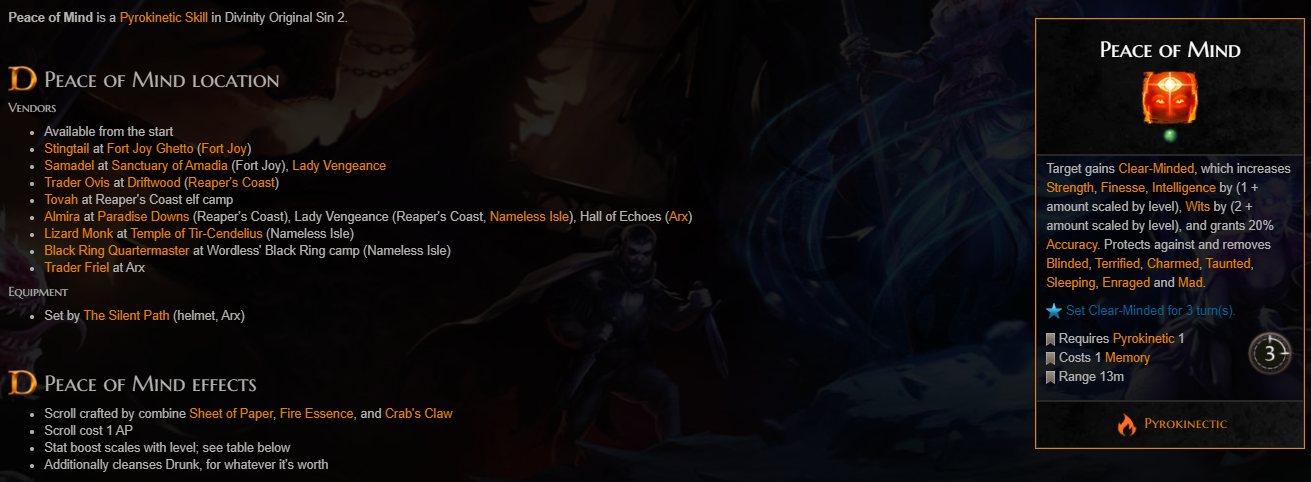 Peace of Mind is a Pyrokinetic Skill in Divinity Original Sin 2.
Peace of Mind location
Vendors
Available from the start
Stingtail at Fort Joy Ghetto (Fort Joy)
Samadel at Sanctuary of Amadia (Fort Joy), Lady Vengeance
Trader Ovis at Driftwood (Reaper's Coast)
Tovah at Reaper's Coast elf camp
Almira at Paradise Downs (Reaper's Coast), Lady Vengeance (Reaper's Coast, Nameless Isle), Hall of Echoes (Arx)
Lizard Monk at Temple of Tir-Cendelius (Nameless Isle)
Black Ring Quartermaster at Wordless' Black Ring camp (Nameless Isle)
Trader Friel at Arx
Equipment
Set by The Silent Path (helmet, Arx)
Peace of Mind effects
Scroll crafted by combine Sheet of Paper, Fire Essence, and Crab's Claw
Scroll cost 1 AP
Stat boost scales with level; see table below
Additionally cleanses Drunk, for whatever it's worth
Peace of Mind
Target gains Clear-Minded, which increases
Strength, Finesse, Intelligence by (1 +
amount scaled by level), Wits by (2 +
amount scaled by level), and grants 20%
Accuracy. Protects against and removes
Blinded, Terrified, Charmed, Taunted,
Sleeping, Enraged and Mad.
Set Clear-Minded for 3 turn(s).
Requires Pyrokinetic 1
Costs 1 Memory
Range 13m
3
Pyrokinectic